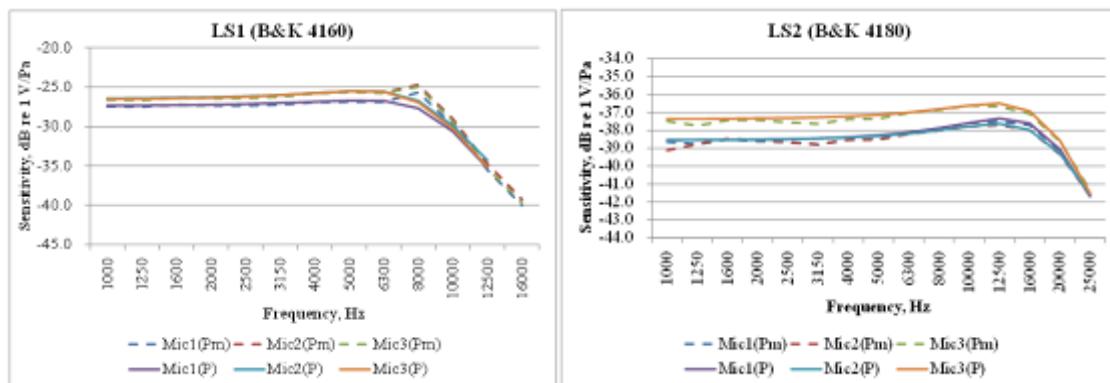 LS1 (B&K 4160)
Sensitivity, dB re 1 V/Pa
-20.0
-25.0
-30.0
-35.0
-40.0
-45.0
1000 1250 1600 2000 2500 3150 4000 5000 6300 8000 10000 12500 16000
Frequency, Hz
Mic1(Pm) Mic2(Pm) Mic3(Pm)
Mic1(P) Mic2(P) Mic3(P)
LS2 (B&K 4180)
Sensitivity, dB re 1 V/Pa
-34.0
-35.0
-36.0
-37.0
-38.0
-39.0
-40.0
-41.0
-42.0
-43.0
-44.0
1000 1250 1600 2000 2500 3150 4000 5000 6300 8000 10000 12500 16000 20000 25000
Frequency, Hz
Mic1(Pm) Mic2(Pm) Mic3(Pm)
Mic1(P) Mic2(P) Mic3(P)